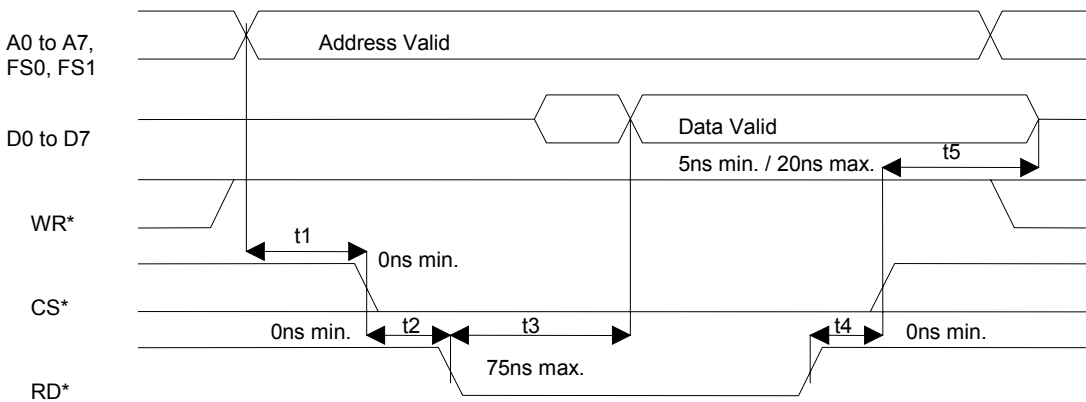 A0 to A7,
FS0, FS1
Address Valid
D0 to D7
Data Valid
5ns min. / 20ns max.
t5
WR*
t1
0ns min.
CS*
0ns min.
t2
t3
t4
0ns min.
75ns max.
RD*